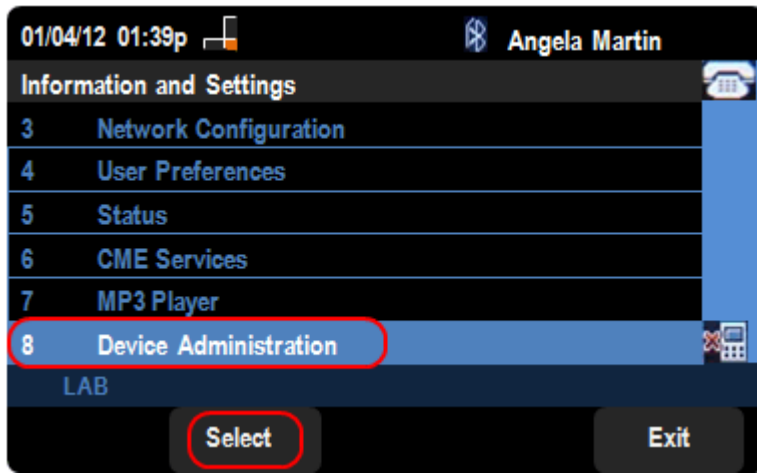 01/04/12 01:39p Angela Martin
Information and Settings
3 Network Configuration
4 User Preferences
5 Status
6 CME Services
7 MP3 Player
8 Device Administration
LAB
Select Exit